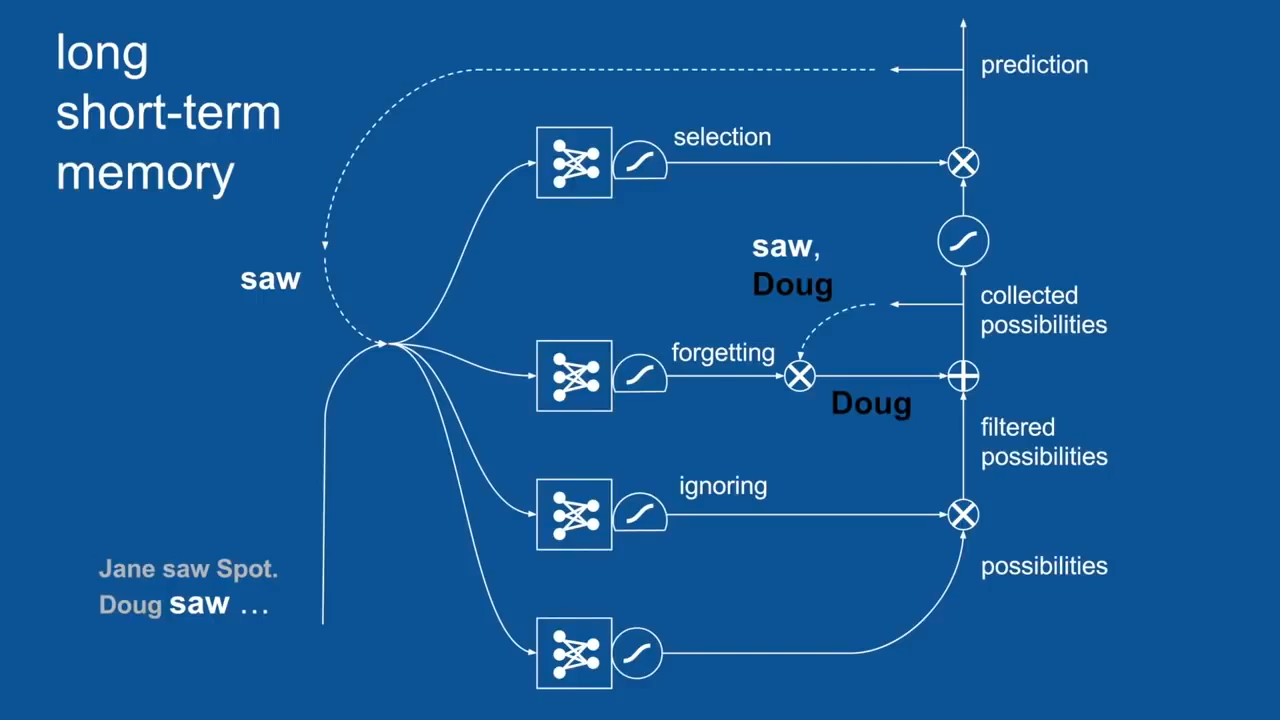 long
short-term
memory
prediction
selection
saw,
Doug
saw
collected
possibilities
forgetting
Doug
filtered
possibilities
ignoring
Jane saw Spot.
Doug saw …
possibilities